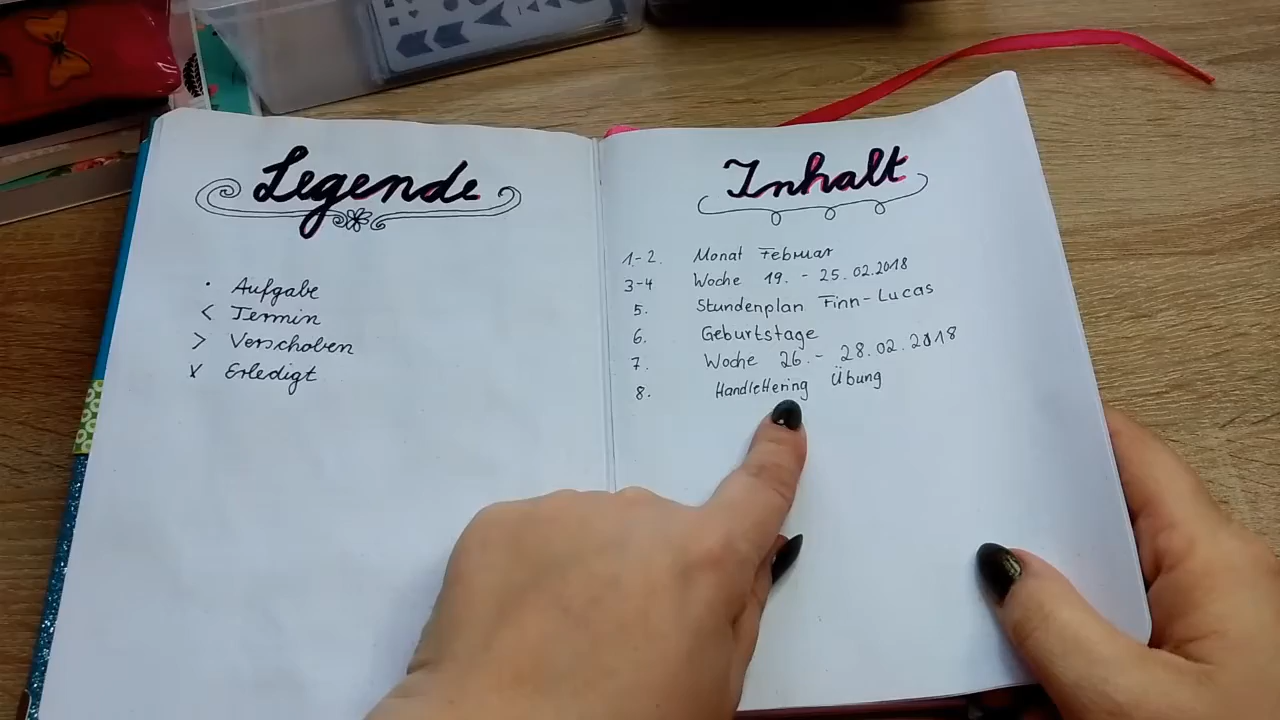 Legende
· Aufgabe
< Termin
> Verschoben
x Erledigt
Inhalt
1-2. Monat Februar
3-4 Woche 19. - 25.02.2018
5. Stundenplan Finn-Lucas
6. Geburtstage
7. Woche 26. - 28.02.2018
8. Handlettering Übung